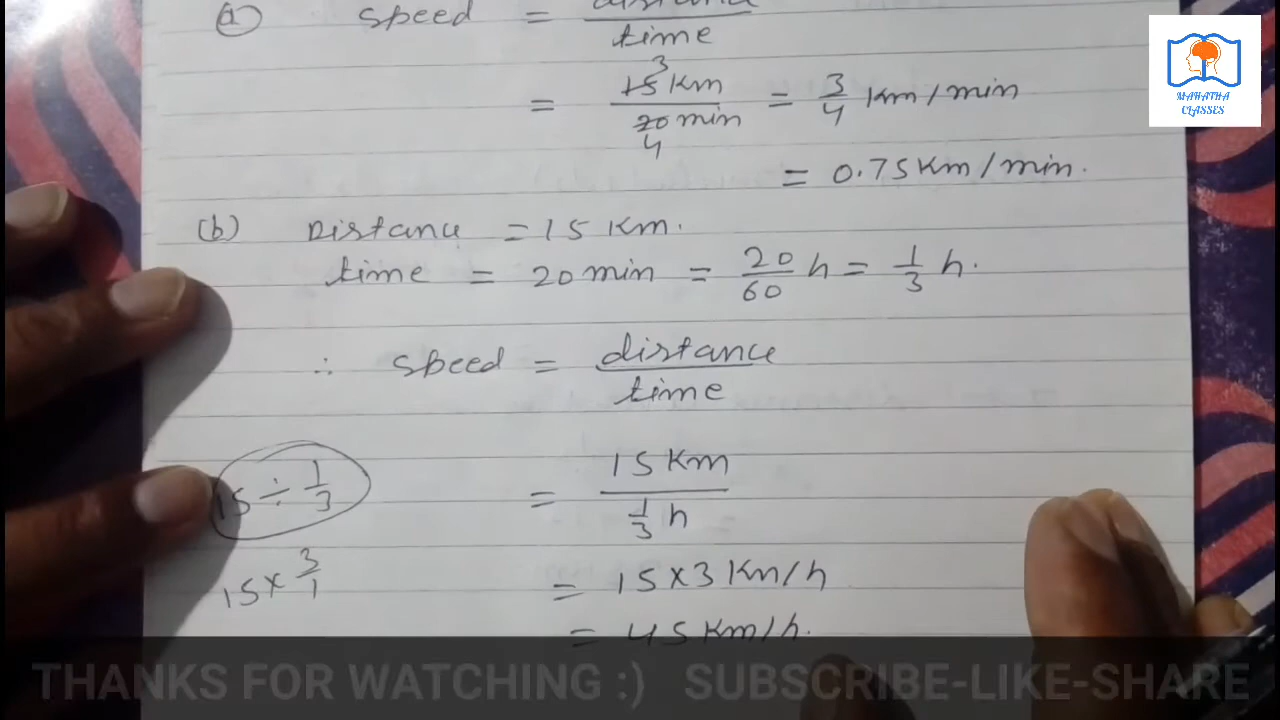 (a) speed = distance
time
= 15 3 km / 20 4 min = 3/4 km/min
= 0.75 km/min.
(b) Distance = 15 km.
time = 20 min = 20/60 h = 1/3 h.
∴ speed = distance
time
15 ÷ 1/3 = 15 km / 1/3 h
15 × 3/1 = 15×3 Km/h
= 45 km/h.
MAHATHA
CLASSES
THANKS FOR WATCHING :) SUBSCRIBE-LIKE-SHARE